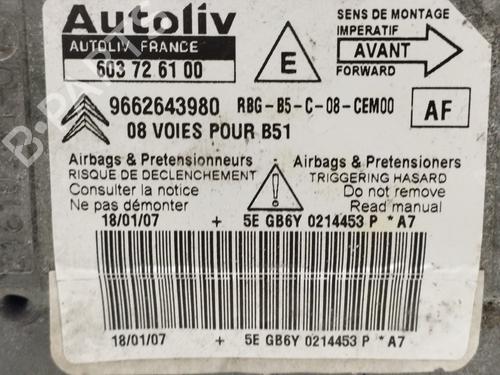 Autoliv
AUTOLIV FRANCE
603 72 61 00
E
SENS DE MONTAGE
IMPERATIF
AVANT
FORWARD
9662643980 RBG-B5-C-08-CEM00
AF
08 VOIES POUR B51
Airbags & Pretensionneurs
RISQUE DE DECLENCHEMENT
Consulter la notice
Ne pas démonter
!
Airbags & Pretensioners
TRIGGERING HASARD
Do not remove
Read manual
18/01/07 + 5E GB6Y 0214453 P * A7
18/01/07 + 5E GB6Y 0214453 P * A7
B-PARTS